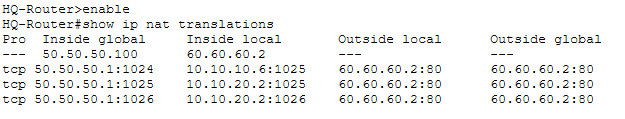 HQ-Router>enable
HQ-Router#show ip nat translations
Pro  Inside global     Inside local       Outside local      Outside global
---  50.50.50.100      60.60.60.2         ---                ---
tcp 50.50.50.1:1024    10.10.10.6:1025    60.60.60.2:80      60.60.60.2:80
tcp 50.50.50.1:1025    10.10.20.2:1025    60.60.60.2:80      60.60.60.2:80
tcp 50.50.50.1:1026    10.10.20.2:1026    60.60.60.2:80      60.60.60.2:80